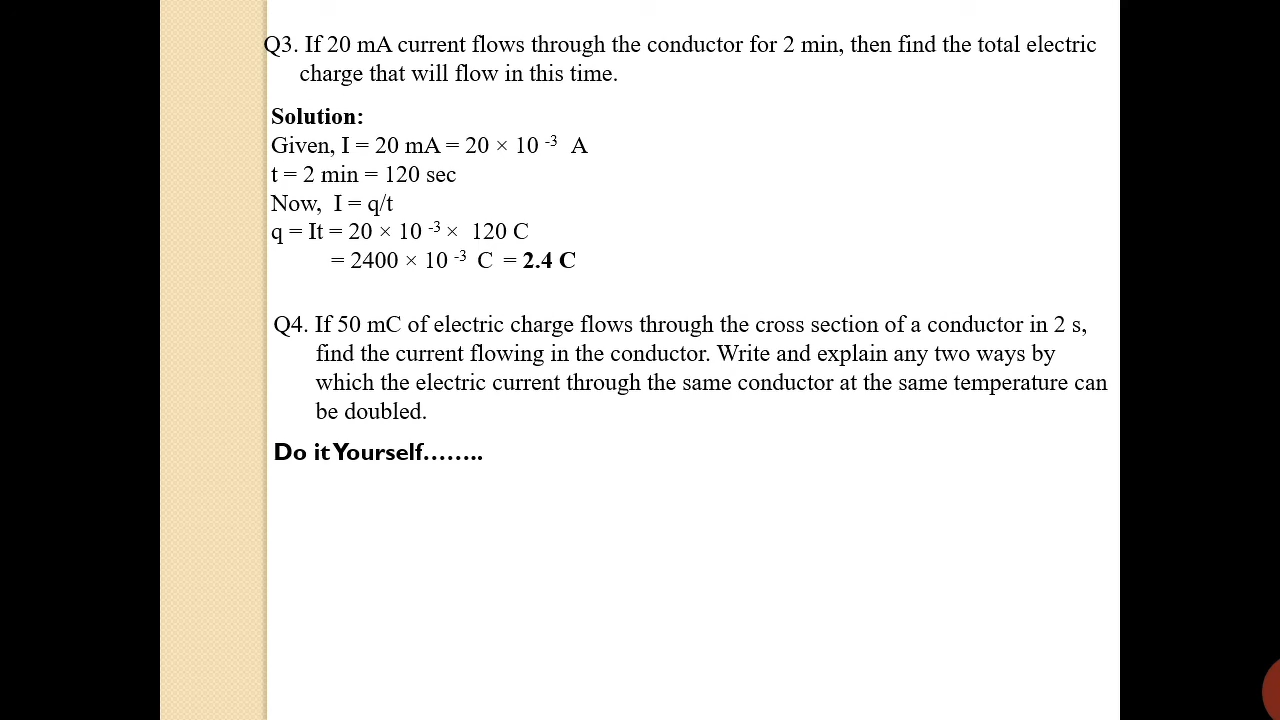 Q3. If 20 mA current flows through the conductor for 2 min, then find the total electric
charge that will flow in this time.
Solution:
Given, I = 20 mA = 20 × 10 ⁻³ A
t = 2 min = 120 sec
Now, I = q/t
q = It = 20 × 10 ⁻³ × 120 C
= 2400 × 10 ⁻³ C = 2.4 C
Q4. If 50 mC of electric charge flows through the cross section of a conductor in 2 s,
find the current flowing in the conductor. Write and explain any two ways by
which the electric current through the same conductor at the same temperature can
be doubled.
Do it Yourself……..